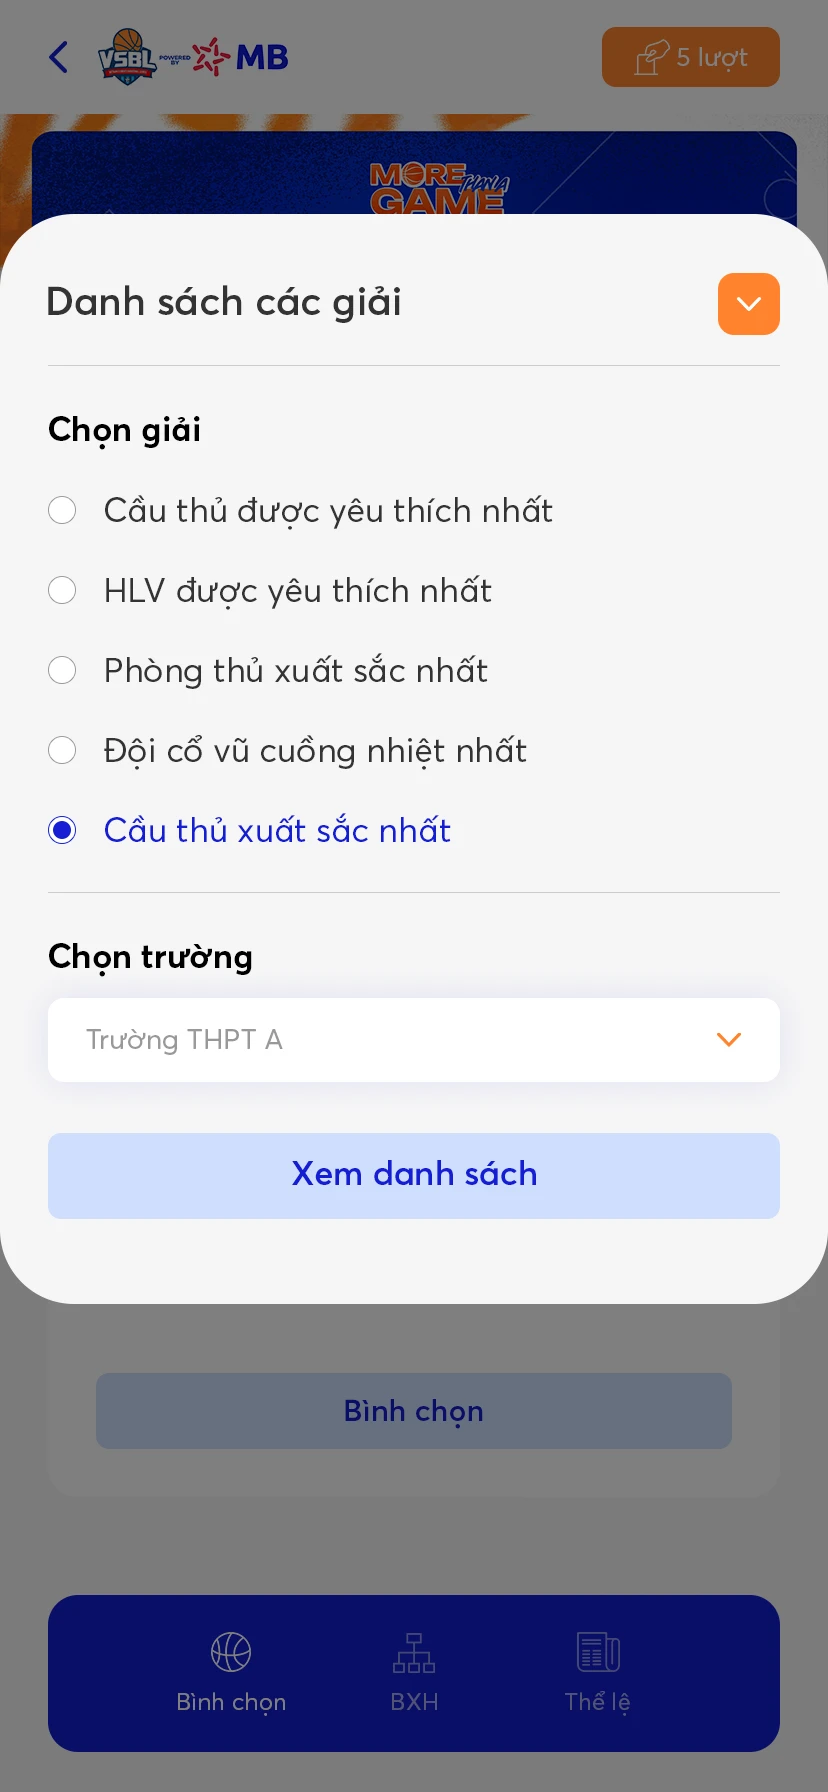 VSBL
POWERED BY
MB
5 lượt
MORE THAN A
GAME
Danh sách các giải
Chọn giải
Cầu thủ được yêu thích nhất
HLV được yêu thích nhất
Phòng thủ xuất sắc nhất
Đội cổ vũ cuồng nhiệt nhất
Cầu thủ xuất sắc nhất
Chọn trường
Trường THPT A
Xem danh sách
Bình chọn
Bình chọn
BXH
Thể lệ